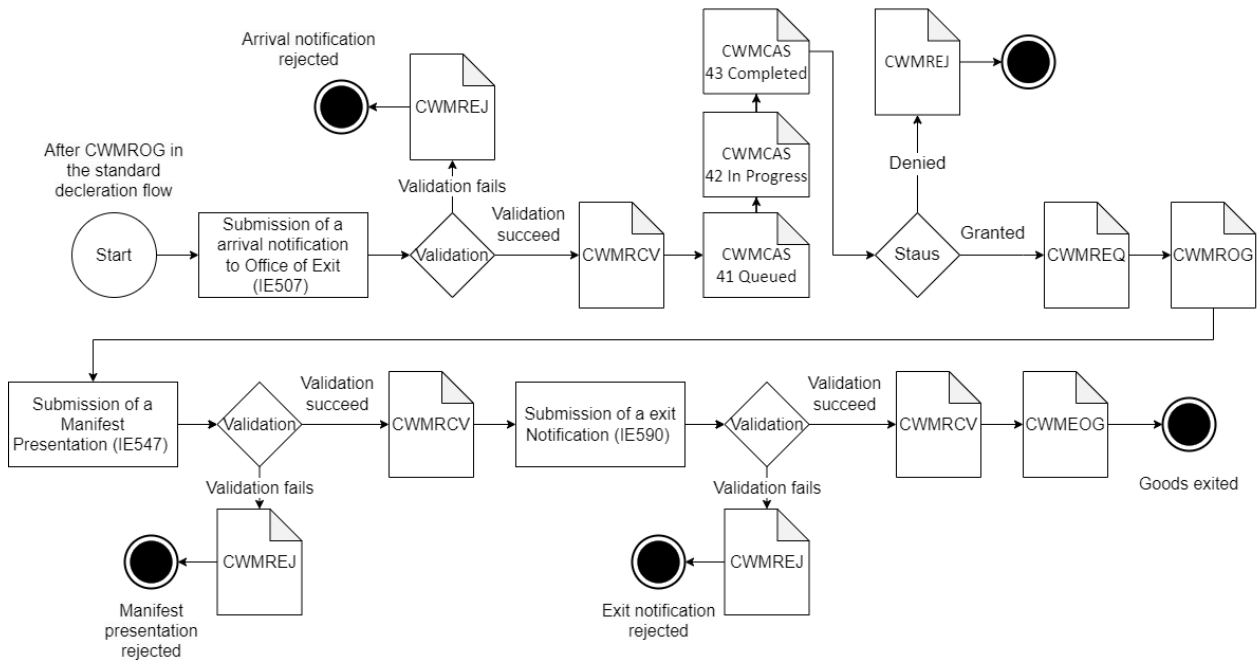 Arrival notification
rejected
CWMREJ
CWMCAS
43 Completed
CWMREJ
After CWMROG in
the standard
decleration flow
Validation fails
CWMCAS
42 In Progress
Denied
Start
Submission of a
arrival notification
to Office of Exit
(IE507)
Validation
Validation
succeed
CWMRCV
CWMCAS
41 Queued
Staus
Granted
CWMREQ
CWMROG
Submission of a
Manifest
Presentation (IE547)
Validation
Validation
succeed
CWMRCV
Submission of a exit
Notification (IE590)
Validation
Validation
succeed
CWMRCV
CWMEOG
Goods exited
Validation fails
CWMREJ
Manifest
presentation
rejected
Validation fails
CWMREJ
Exit notification
rejected